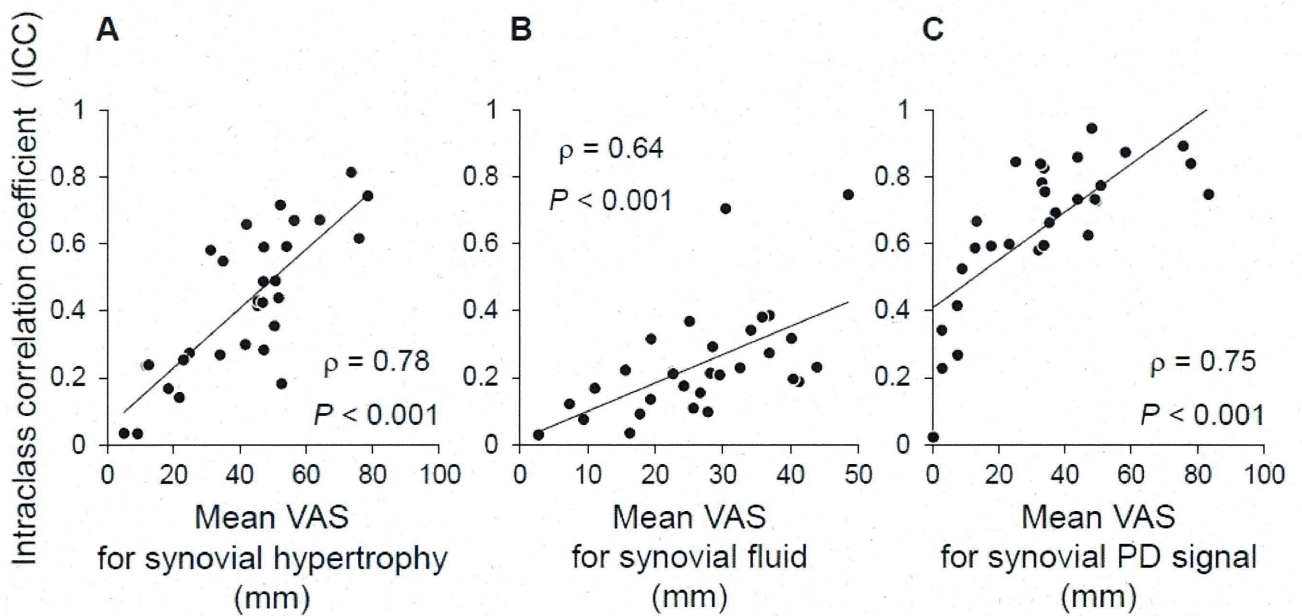 A
B
C
Intraclass correlation coefficient (ICC)
1
0.8
0.6
0.4
0.2
0
0
20
40
60
80
100
ρ = 0.78
P < 0.001
Mean VAS
for synovial hypertrophy
(mm)
1
0.8
0.6
0.4
0.2
0
0
10
20
30
40
50
ρ = 0.64
P < 0.001
Mean VAS
for synovial fluid
(mm)
1
0.8
0.6
0.4
0.2
0
0
20
40
60
80
100
ρ = 0.75
P < 0.001
Mean VAS
for synovial PD signal
(mm)